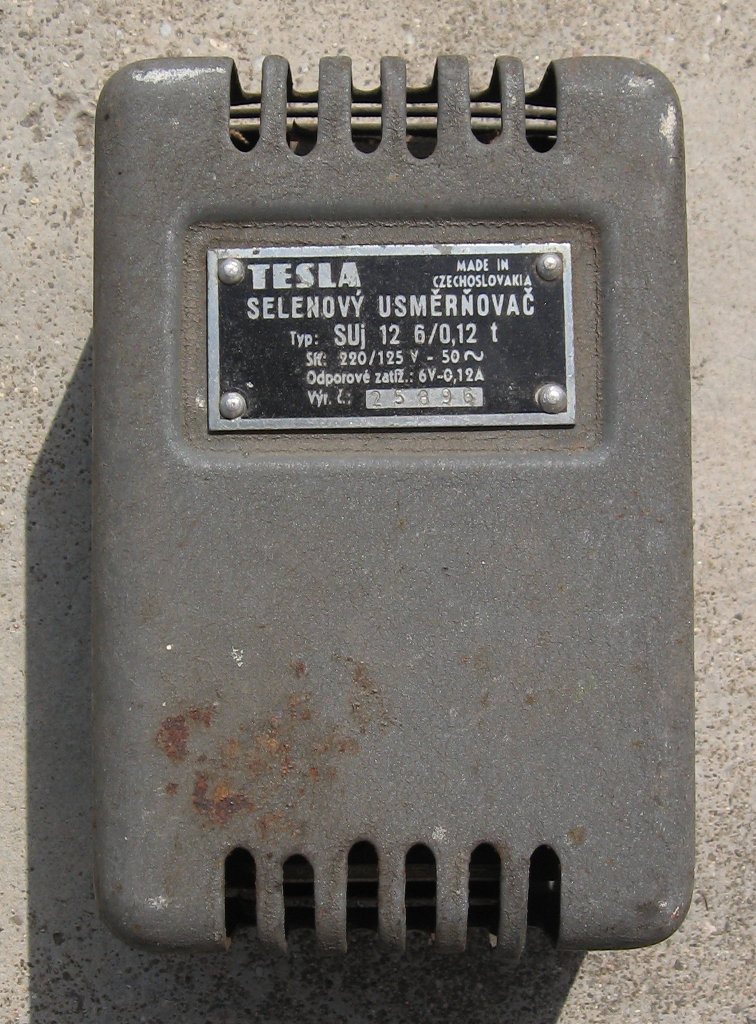 TESLA
MADE IN
CZECHOSLOVAKIA
SELENOVÝ USMĚRŇOVAČ
Typ: SUj 12 6/0,12 t
Síť: 220/125 V - 50 ~
Odporové zatíž.: 6V-0,12A
Výr. č.: 25896